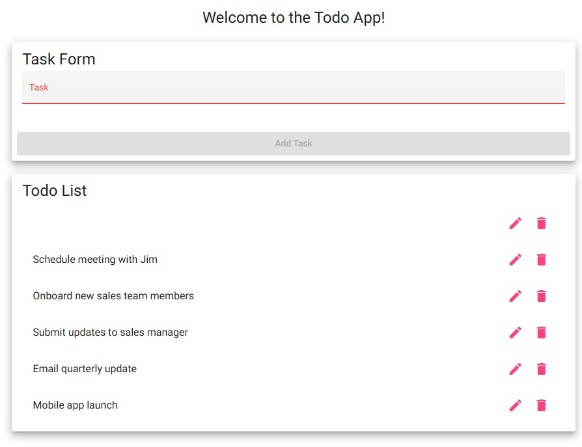 Welcome to the Todo App!
Task Form
Task
Add Task
Todo List
Schedule meeting with Jim
Onboard new sales team members
Submit updates to sales manager
Email quarterly update
Mobile app launch